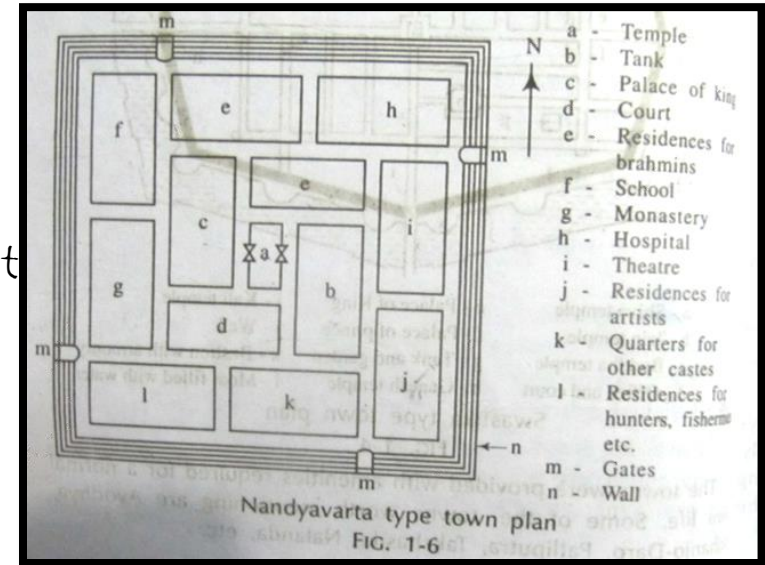 m
N
a - Temple
b - Tank
c - Palace of king
d - Court
e - Residences for
brahmins
f - School
g - Monastery
h - Hospital
i - Theatre
j - Residences for
artists
k - Quarters for
other castes
l - Residences for
hunters, fisherme
etc.
m - Gates
n - Wall
e
h
f
m
e
c
i
a
t
g
b
d
m
j
l
k
n
m
Nandyavarta type town plan
FIG. 1-6